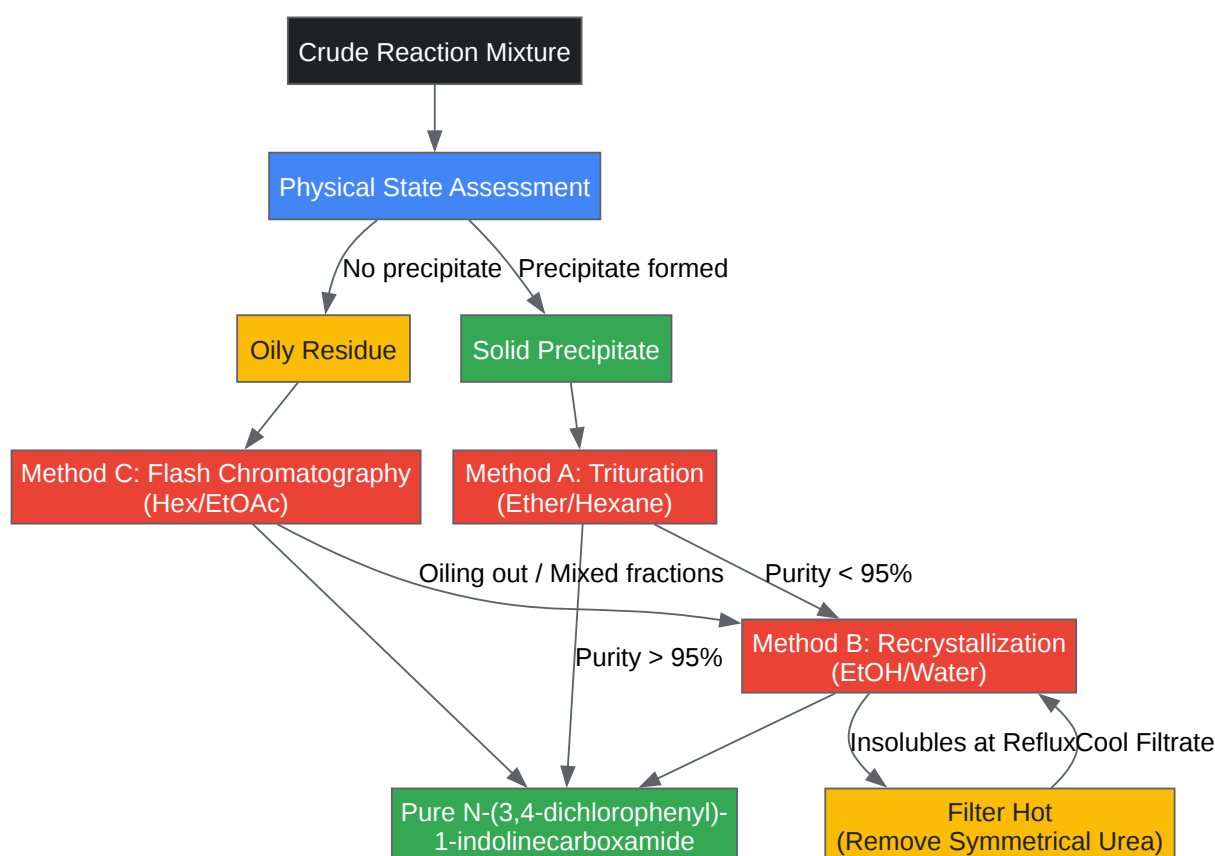 Crude Reaction Mixture
Physical State Assessment
No precipitate
Precipitate formed
Oily Residue
Solid Precipitate
Method C: Flash Chromatography
(Hex/EtOAc)
Method A: Trituration
(Ether/Hexane)
Oiling out / Mixed fractions
Purity < 95%
Purity > 95%
Method B: Recrystallization
(EtOH/Water)
Insolubles at Reflux
Cool Filtrate
Pure N-(3,4-dichlorophenyl)-
1-indolinecarboxamide
Filter Hot
(Remove Symmetrical Urea)